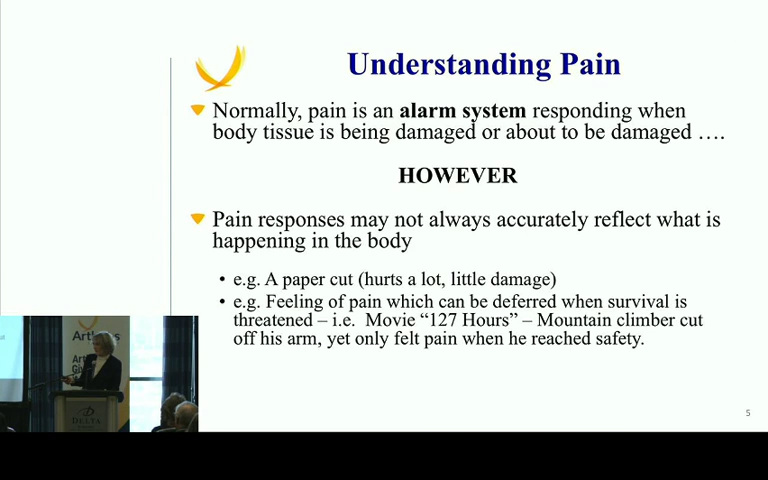 Understanding Pain
Normally, pain is an alarm system responding when
body tissue is being damaged or about to be damaged ….
HOWEVER
Pain responses may not always accurately reflect what is
happening in the body
• e.g. A paper cut (hurts a lot, little damage)
• e.g. Feeling of pain which can be deferred when survival is
threatened – i.e.  Movie “127 Hours” – Mountain climber cut
off his arm, yet only felt pain when he reached safety.
5
DELTA